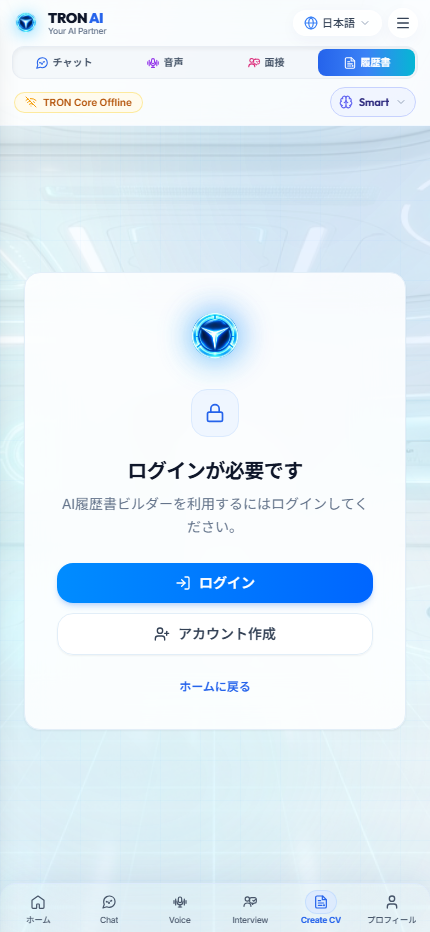 TRON AI
Your AI Partner
日本語
チャット
音声
面接
履歴書
TRON Core Offline
Smart
ログインが必要です
AI履歴書ビルダーを利用するにはログインしてく
ださい。
ログイン
アカウント作成
ホームに戻る
ホーム
Chat
Voice
Interview
Create CV
プロフィール